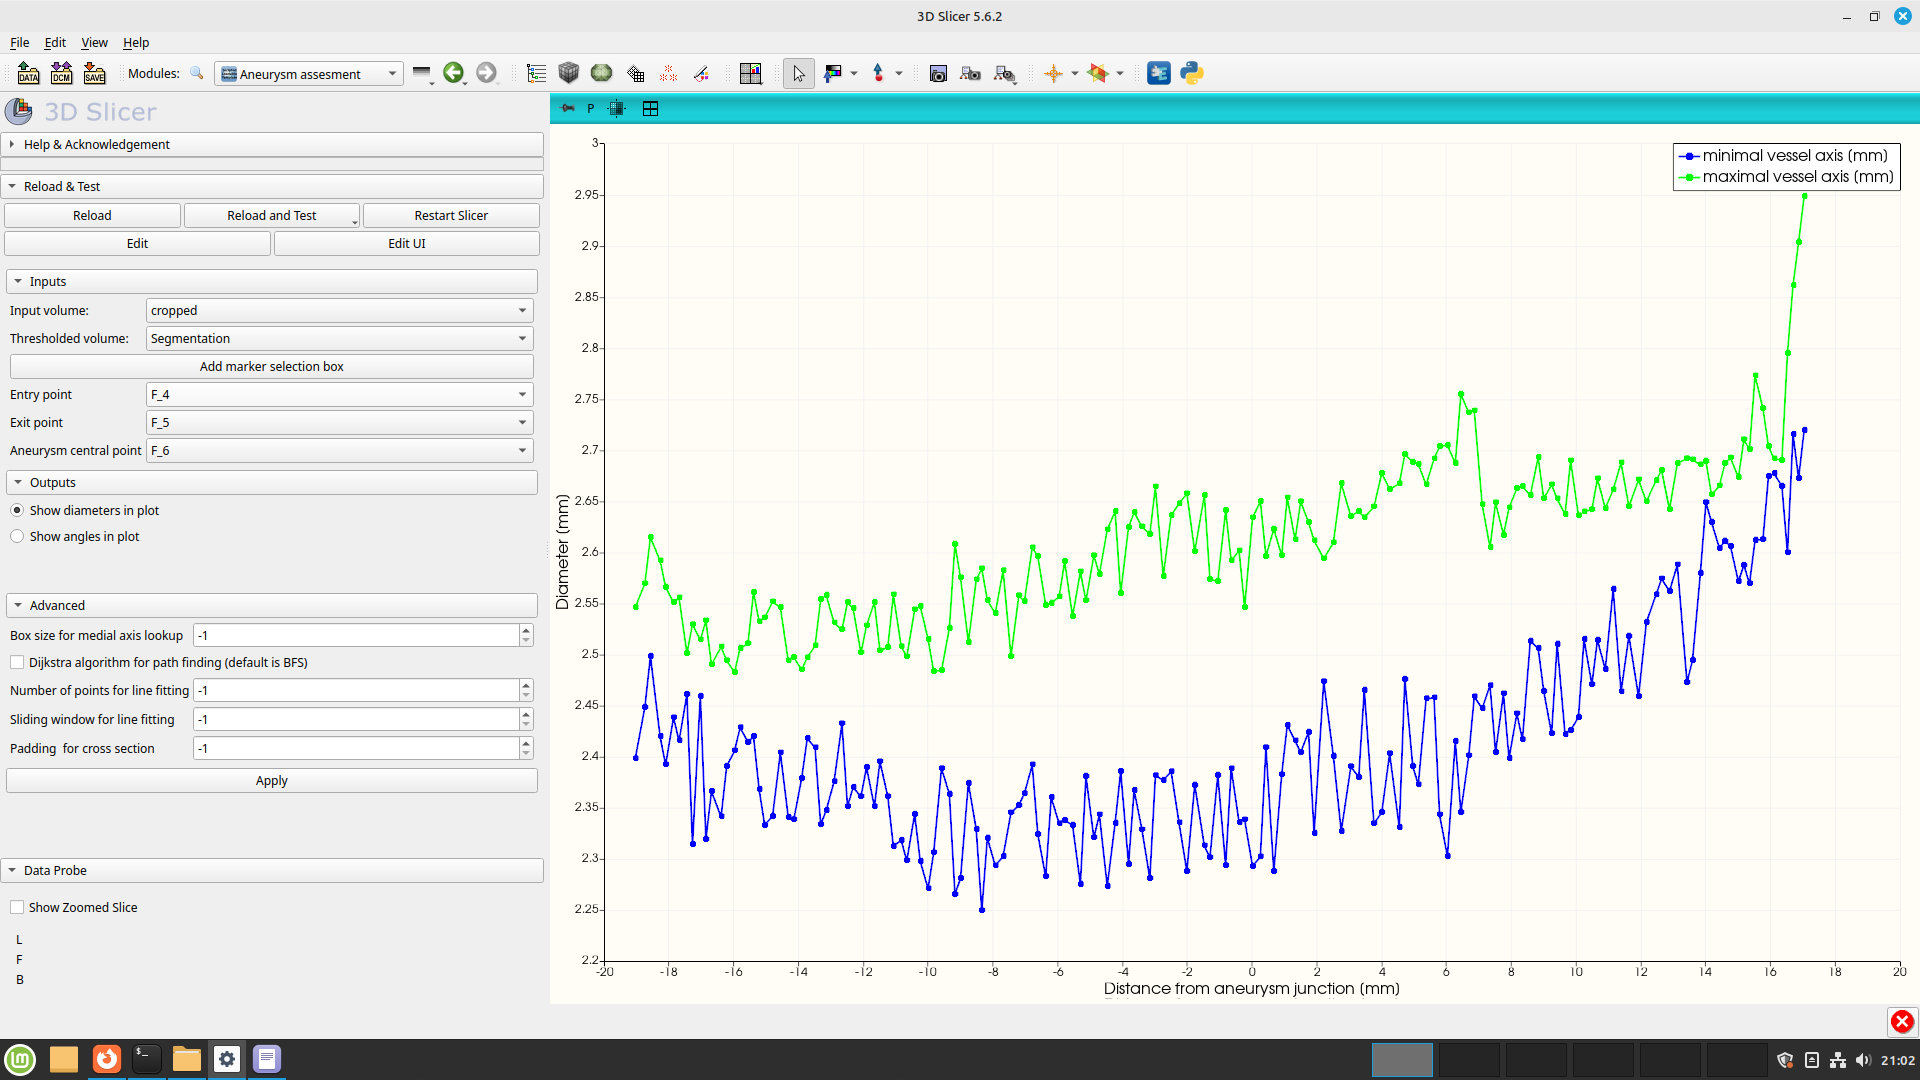 3D Slicer 5.6.2
File Edit View Help
DATA DCM SAVE Modules: Aneurysm assesment
3D Slicer
Help & Acknowledgement
Reload & Test
Reload Reload and Test Restart Slicer
Edit Edit UI
Inputs
Input volume: cropped
Thresholded volume: Segmentation
Add marker selection box
Entry point F_4
Exit point F_5
Aneurysm central point F_6
Outputs
Show diameters in plot
Show angles in plot
Advanced
Box size for medial axis lookup -1
Dijkstra algorithm for path finding (default is BFS)
Number of points for line fitting -1
Sliding window for line fitting -1
Padding for cross section -1
Apply
Data Probe
Show Zoomed Slice
L
F
B
P
minimal vessel axis (mm)
maximal vessel axis (mm)
3
2.95
2.9
2.85
2.8
2.75
2.7
2.65
2.6
2.55
2.5
2.45
2.4
2.35
2.3
2.25
2.2
Diameter (mm)
-20 -18 -16 -14 -12 -10 -8 -6 -4 -2 0 2 4 6 8 10 12 14 16 18 20
Distance from aneurysm junction (mm)
21:02